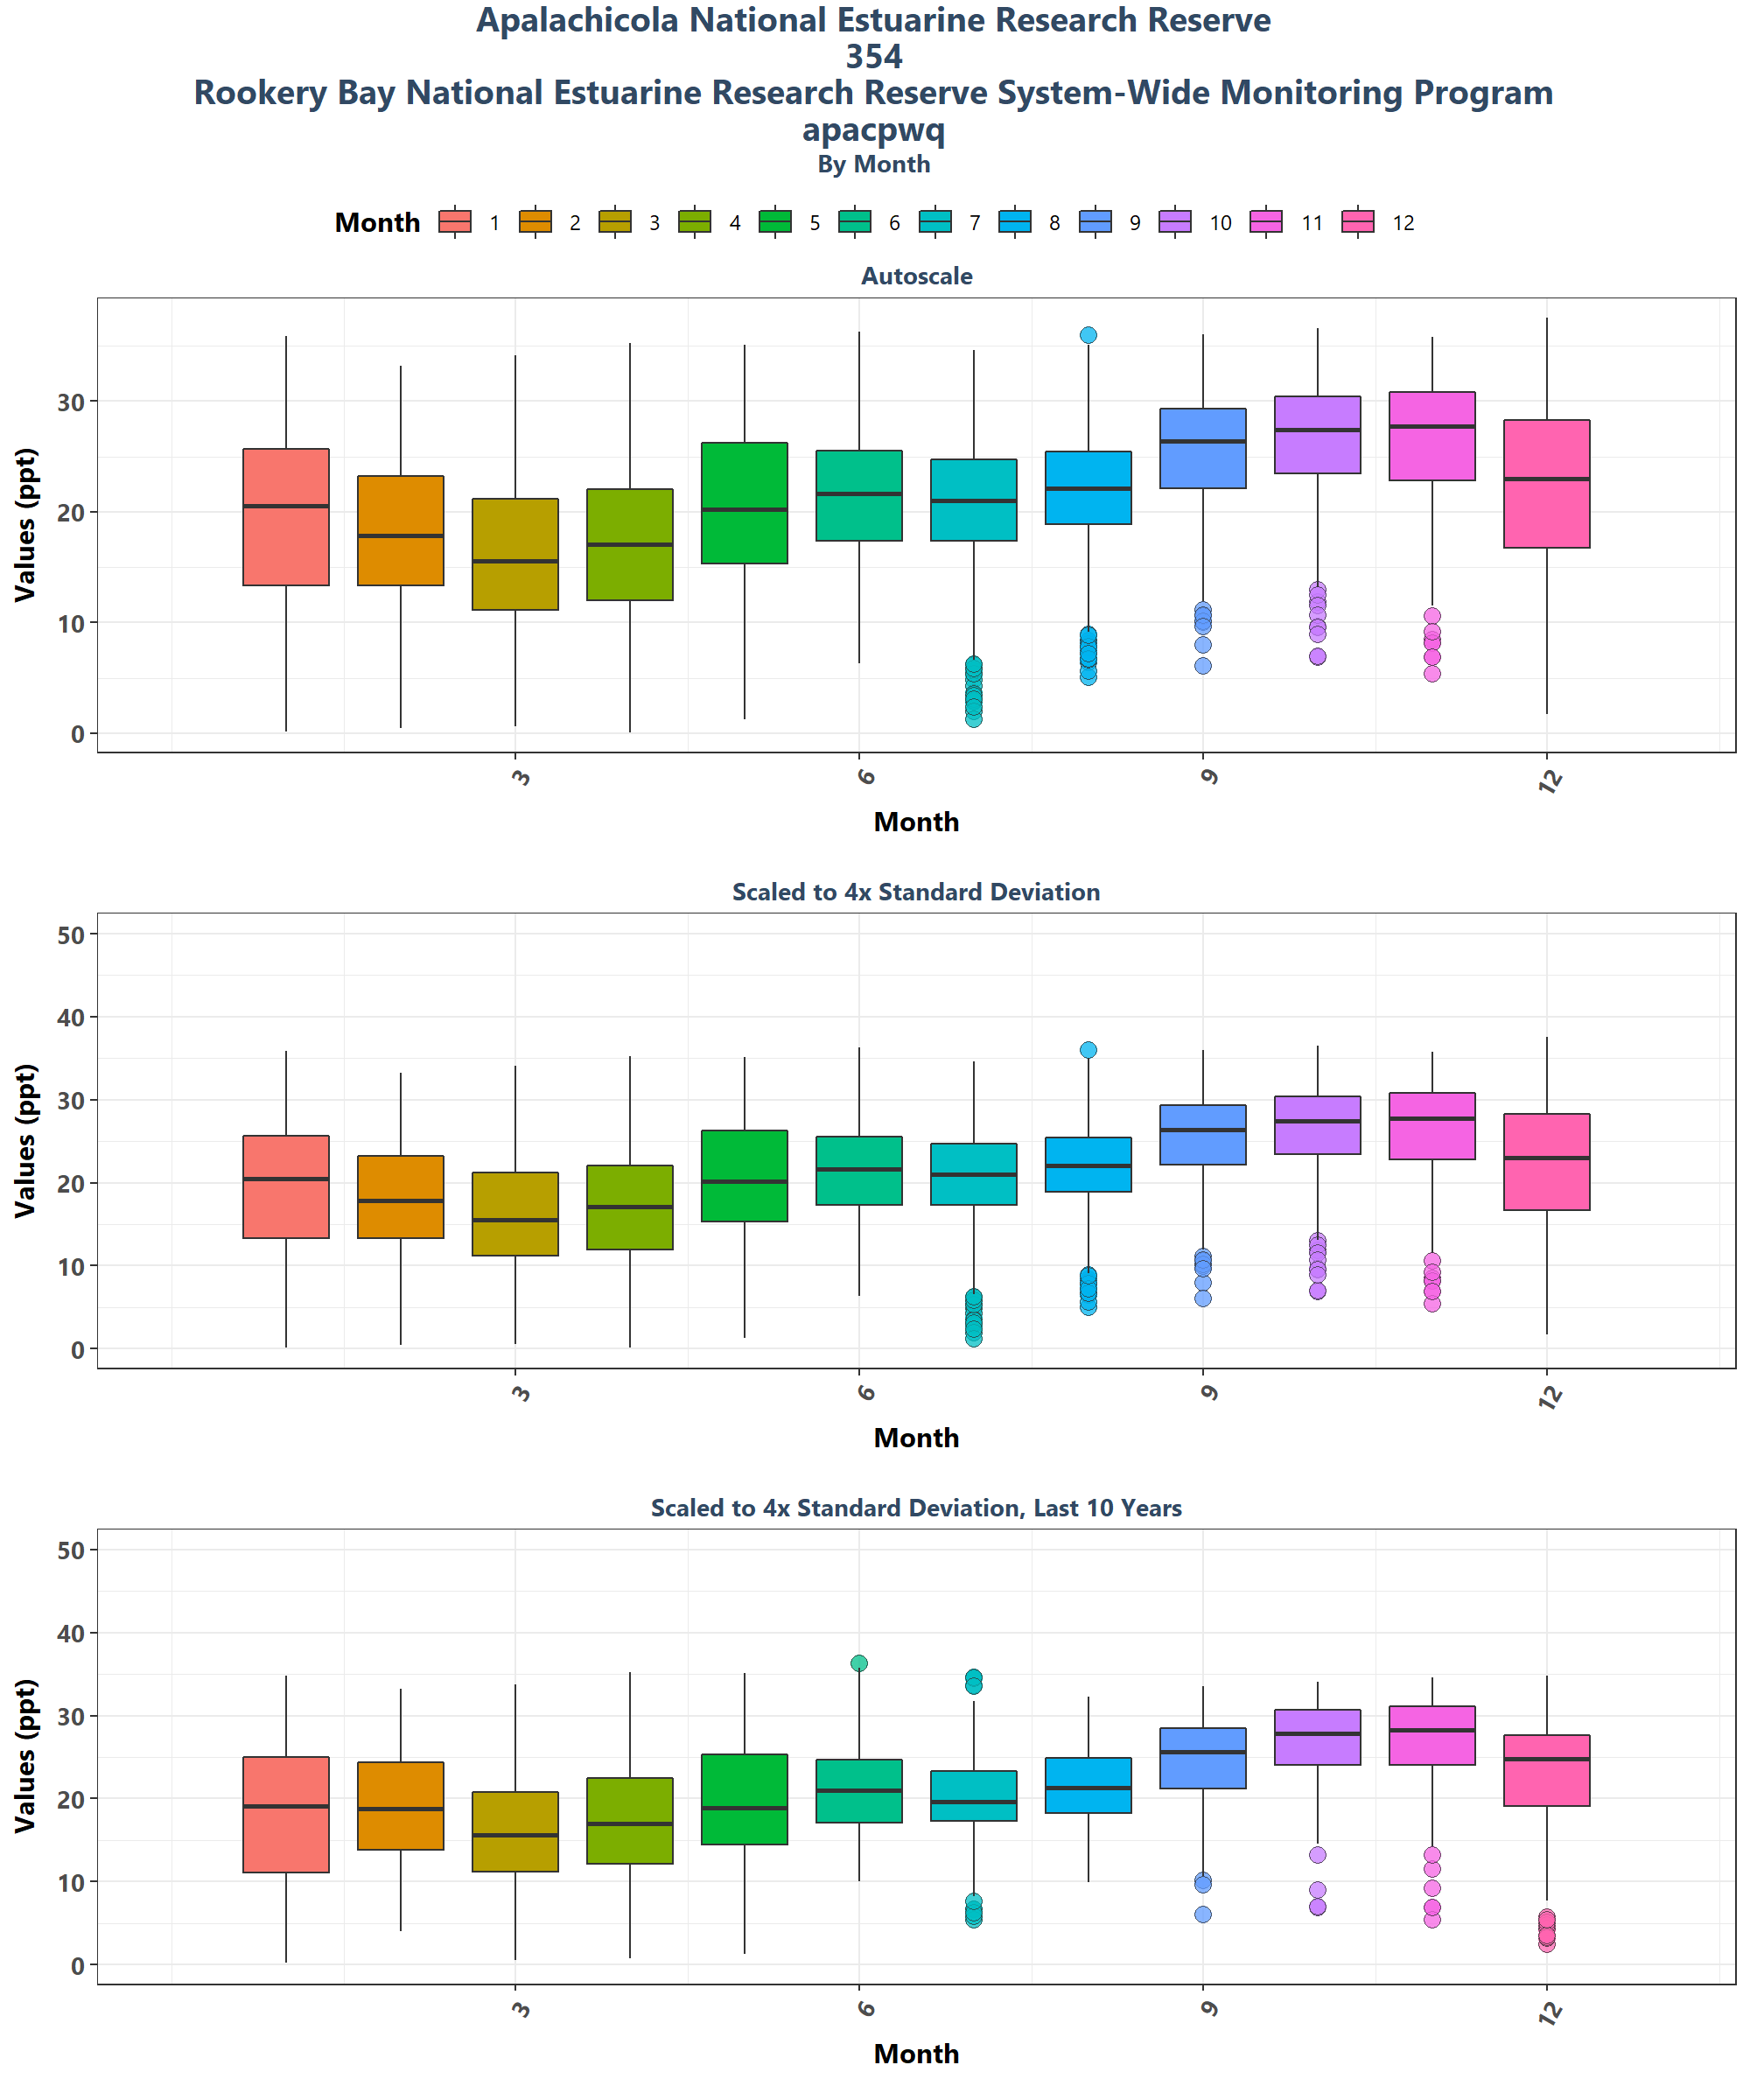 Apalachicola National Estuarine Research Reserve
354
Rookery Bay National Estuarine Research Reserve System-Wide Monitoring Program
apacpwq
By Month
Month 1 2 3 4 5 6 7 8 9 10 11 12
Autoscale
Values (ppt)
30
20
10
0
3 6 9 12
Month
Scaled to 4x Standard Deviation
Values (ppt)
50
40
30
20
10
0
3 6 9 12
Month
Scaled to 4x Standard Deviation, Last 10 Years
Values (ppt)
50
40
30
20
10
0
3 6 9 12
Month